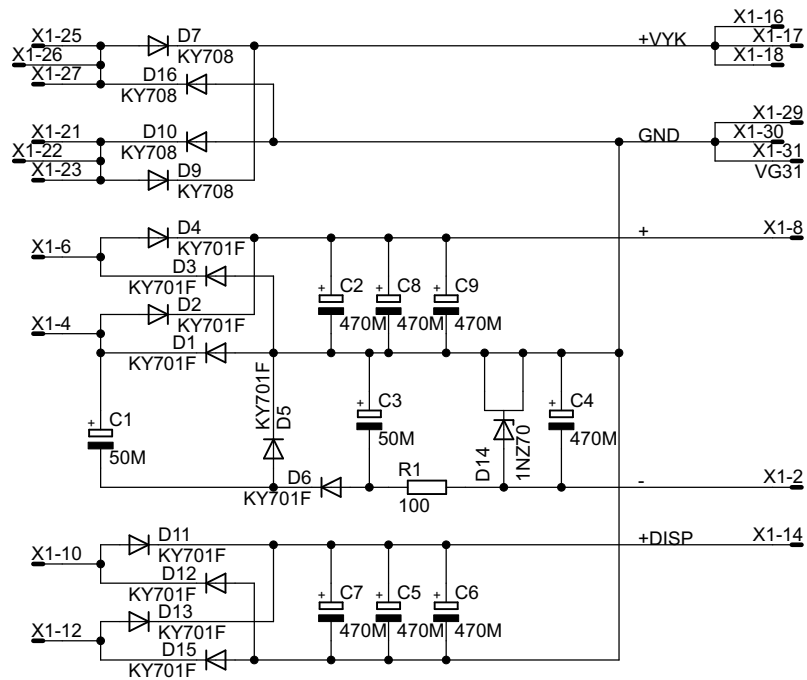 X1-25
X1-26
X1-27
D7
KY708
D16
KY708
+VYK
X1-16
X1-17
X1-18
X1-21
X1-22
X1-23
D10
KY708
D9
KY708
GND
X1-29
X1-30
X1-31
VG31
X1-6
D4
KY701F
D3
KY701F
+
X1-8
X1-4
D2
KY701F
D1
KY701F
+
C2
470M
+
C8
470M
+
C9
470M
+
C1
50M
KY701F
D5
+
C3
50M
D14
1NZ70
+
C4
470M
D6
KY701F
R1
100
-
X1-2
X1-10
D11
KY701F
D12
KY701F
+DISP
X1-14
X1-12
D13
KY701F
D15
KY701F
+
C7
470M
+
C5
470M
+
C6
470M